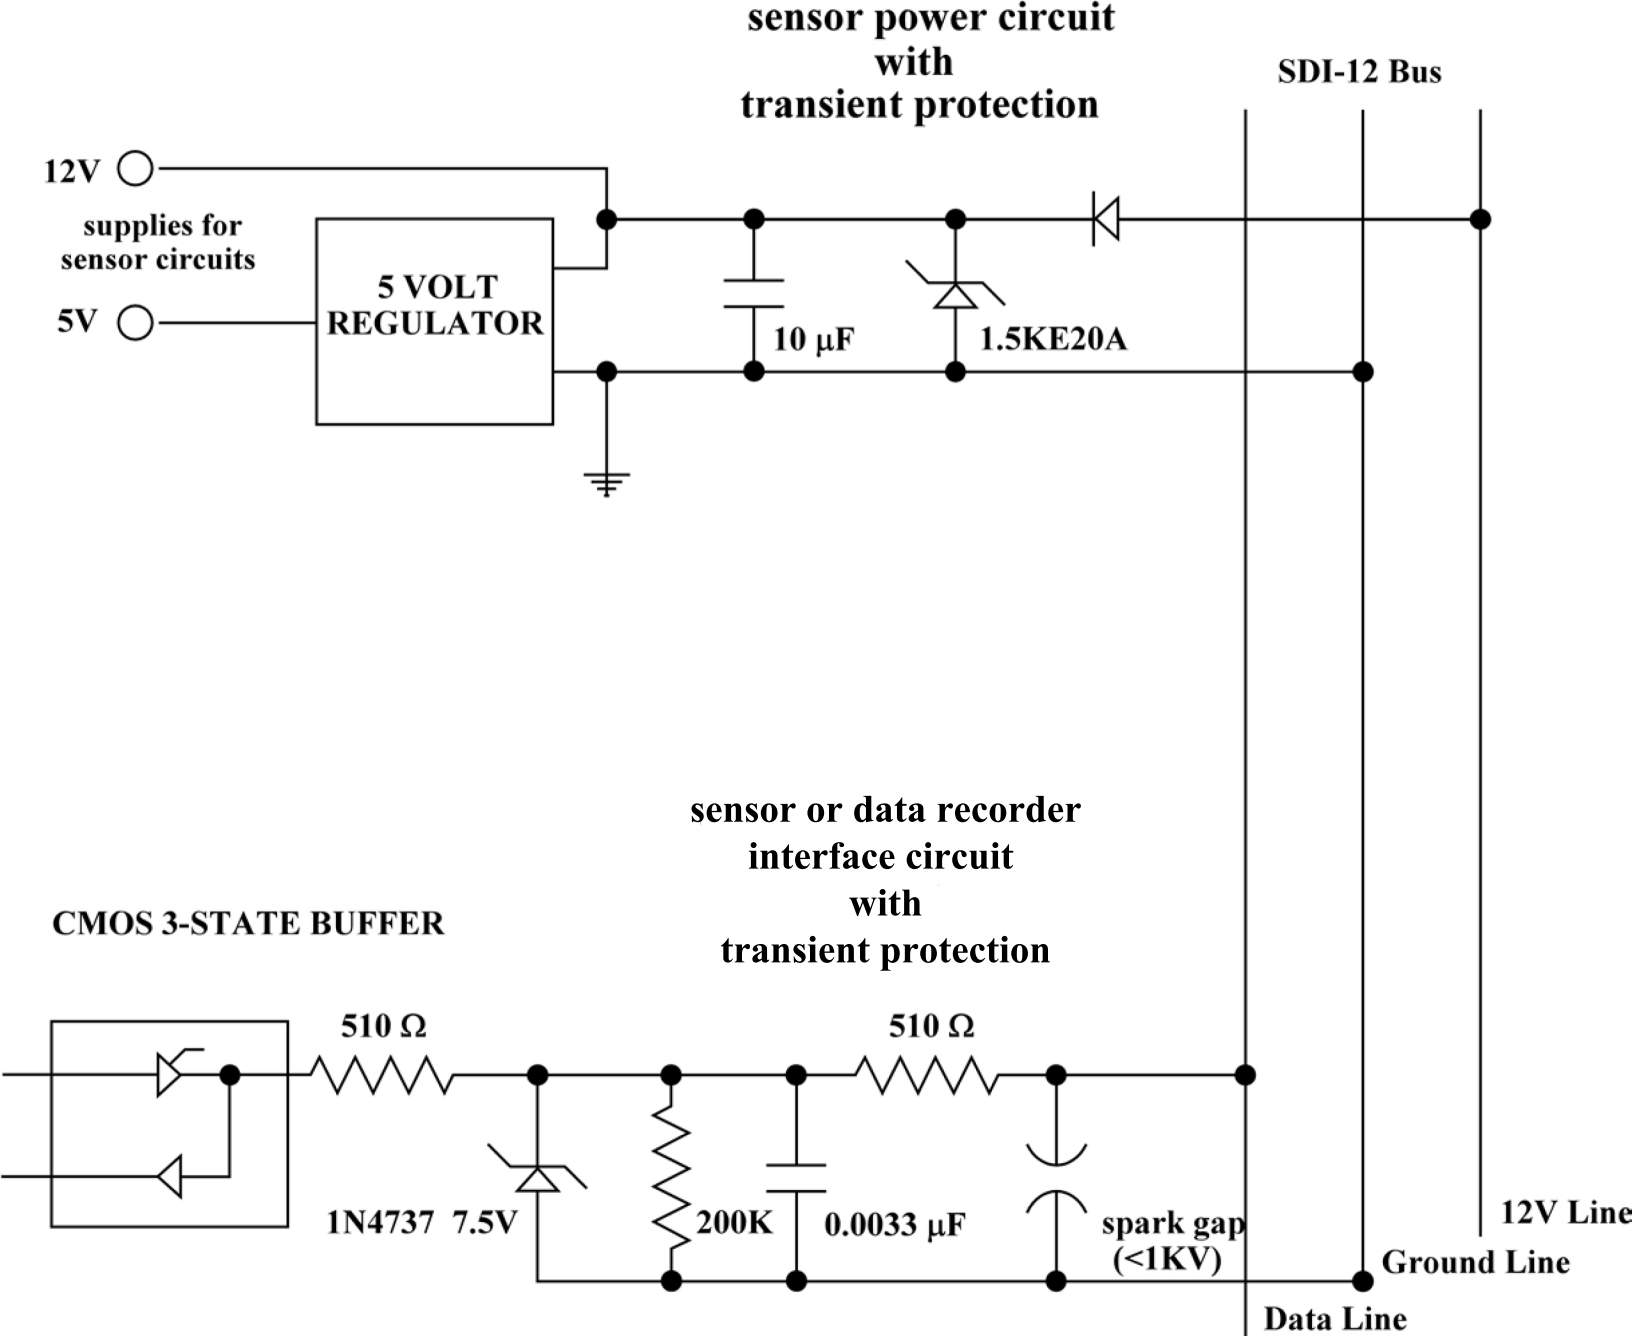 sensor power circuit
with
transient protection
SDI-12 Bus
12V
supplies for
sensor circuits
5V
5 VOLT
REGULATOR
10 μF
1.5KE20A
sensor or data recorder
interface circuit
with
transient protection
CMOS 3-STATE BUFFER
510 Ω
510 Ω
1N4737 7.5V
200K
0.0033 μF
spark gap
(<1KV)
12V Line
Ground Line
Data Line